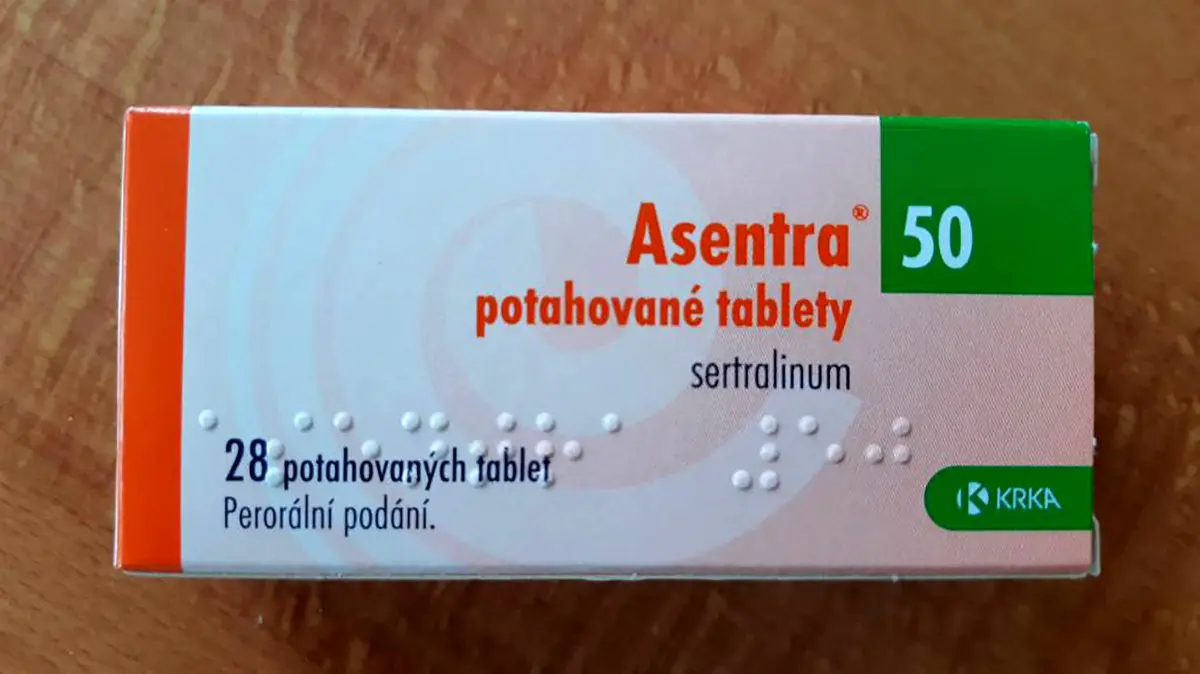 Asentra® 50
potahované tablety
sertralinum
28 potahovaných tablet
Perorální podání.
KRKA